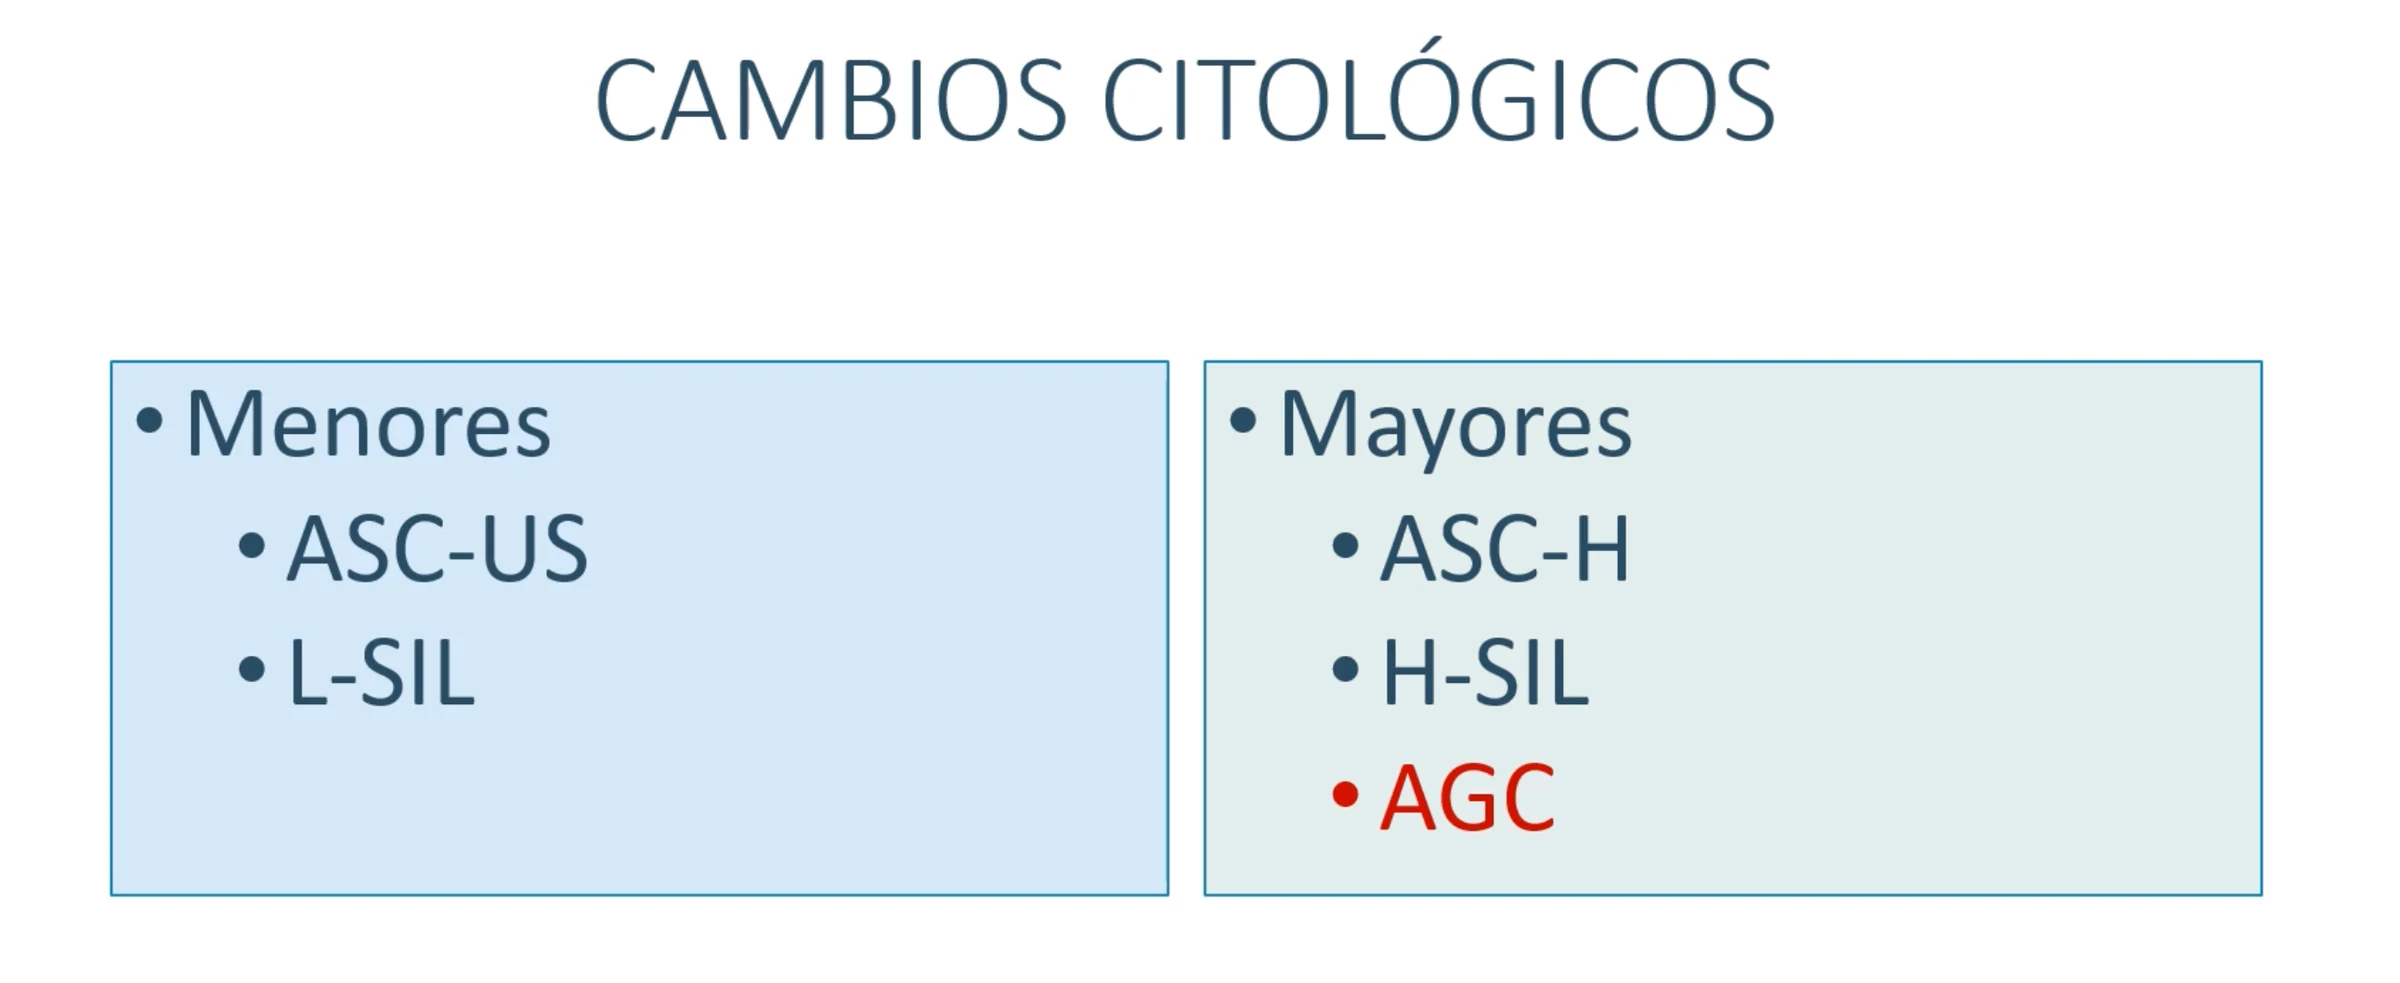 CAMBIOS CITOLÓGICOS
• Menores
• ASC-US
• L-SIL
• Mayores
• ASC-H
• H-SIL
• AGC